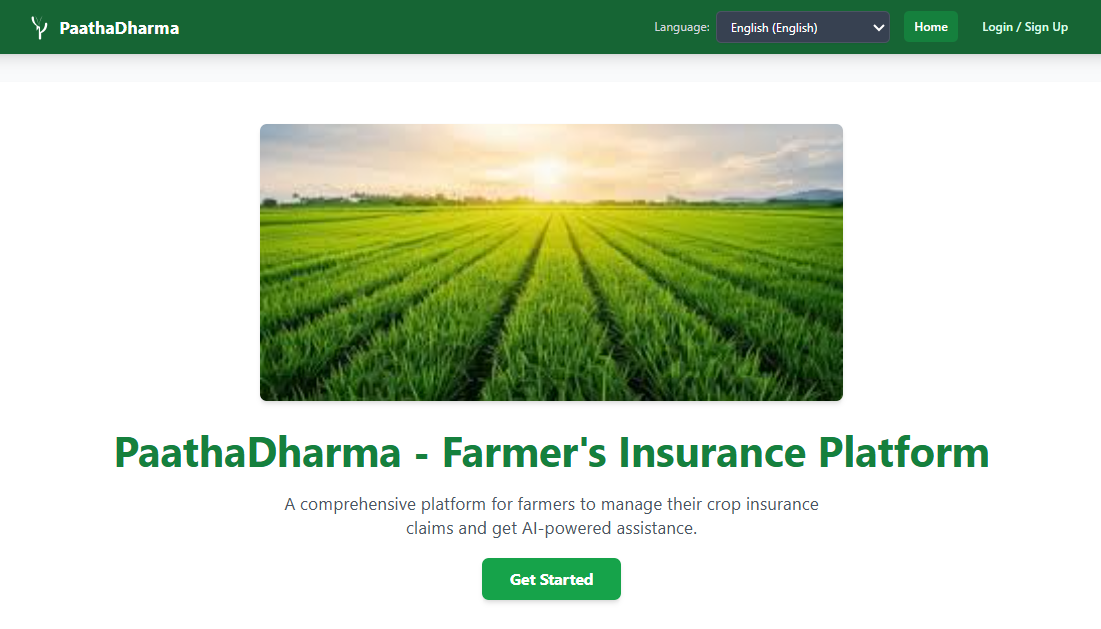 PaathaDharma
Language: English (English) Home Login / Sign Up
PaathaDharma - Farmer's Insurance Platform
A comprehensive platform for farmers to manage their crop insurance
claims and get AI-powered assistance.
Get Started